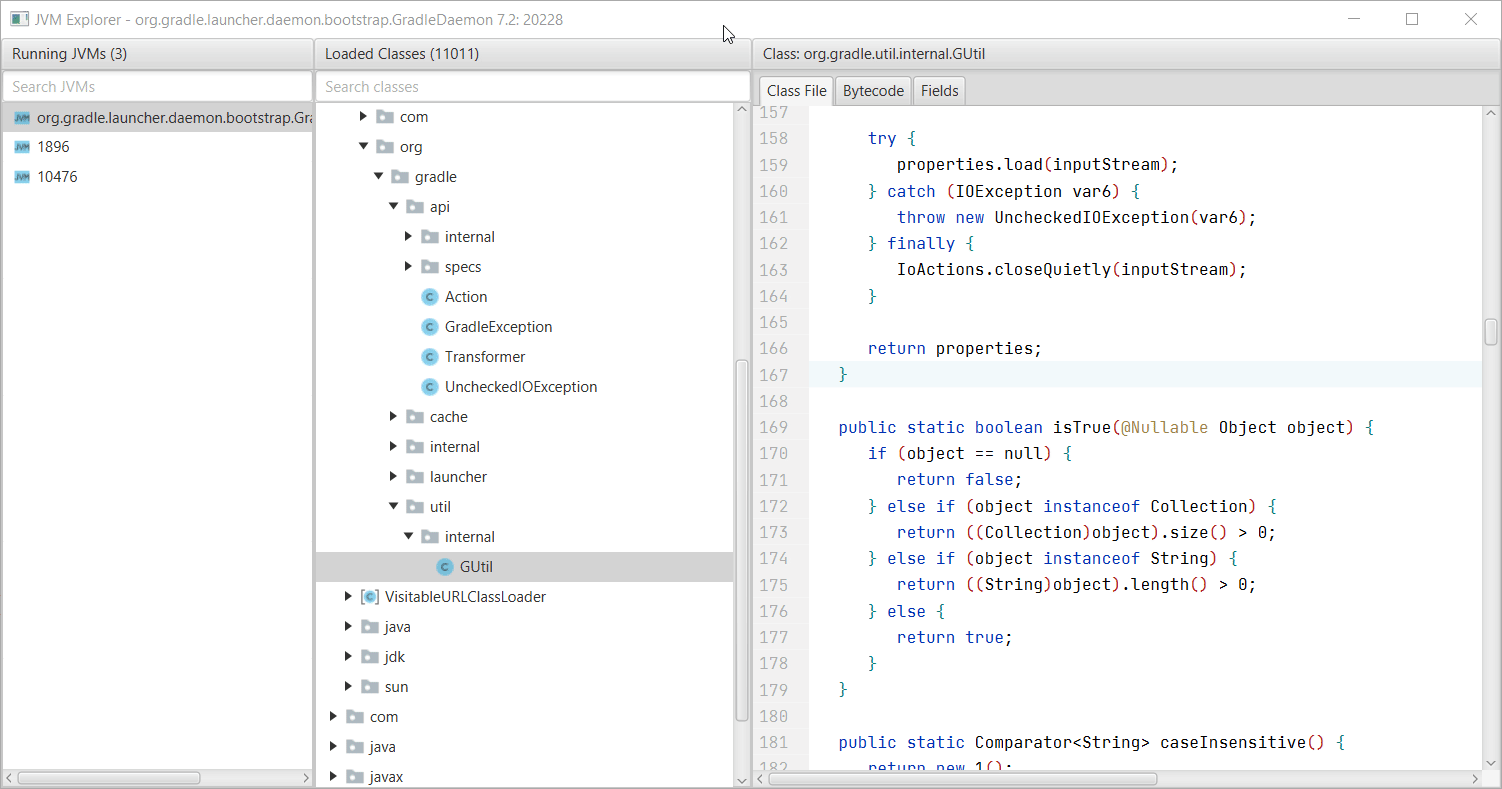 JVM Explorer - org.gradle.launcher.daemon.bootstrap.GradleDaemon 7.2: 20228
Running JVMs (3)
Search JVMs
JVM org.gradle.launcher.daemon.bootstrap.Gra
JVM 1896
JVM 10476
Loaded Classes (11011)
Search classes
com
org
gradle
api
internal
specs
C Action
C GradleException
C Transformer
C UncheckedIOException
cache
internal
launcher
util
internal
C GUtil
[C] VisitableURLClassLoader
java
jdk
sun
com
java
javax
Class: org.gradle.util.internal.GUtil
Class File Bytecode Fields
157
158 try {
159 properties.load(inputStream);
160 } catch (IOException var6) {
161 throw new UncheckedIOException(var6);
162 } finally {
163 IoActions.closeQuietly(inputStream);
164 }
165
166 return properties;
167 }
168
169 public static boolean isTrue(@Nullable Object object) {
170 if (object == null) {
171 return false;
172 } else if (object instanceof Collection) {
173 return ((Collection)object).size() > 0;
174 } else if (object instanceof String) {
175 return ((String)object).length() > 0;
176 } else {
177 return true;
178 }
179 }
180
181 public static Comparator<String> caseInsensitive() {
182 return new 1();